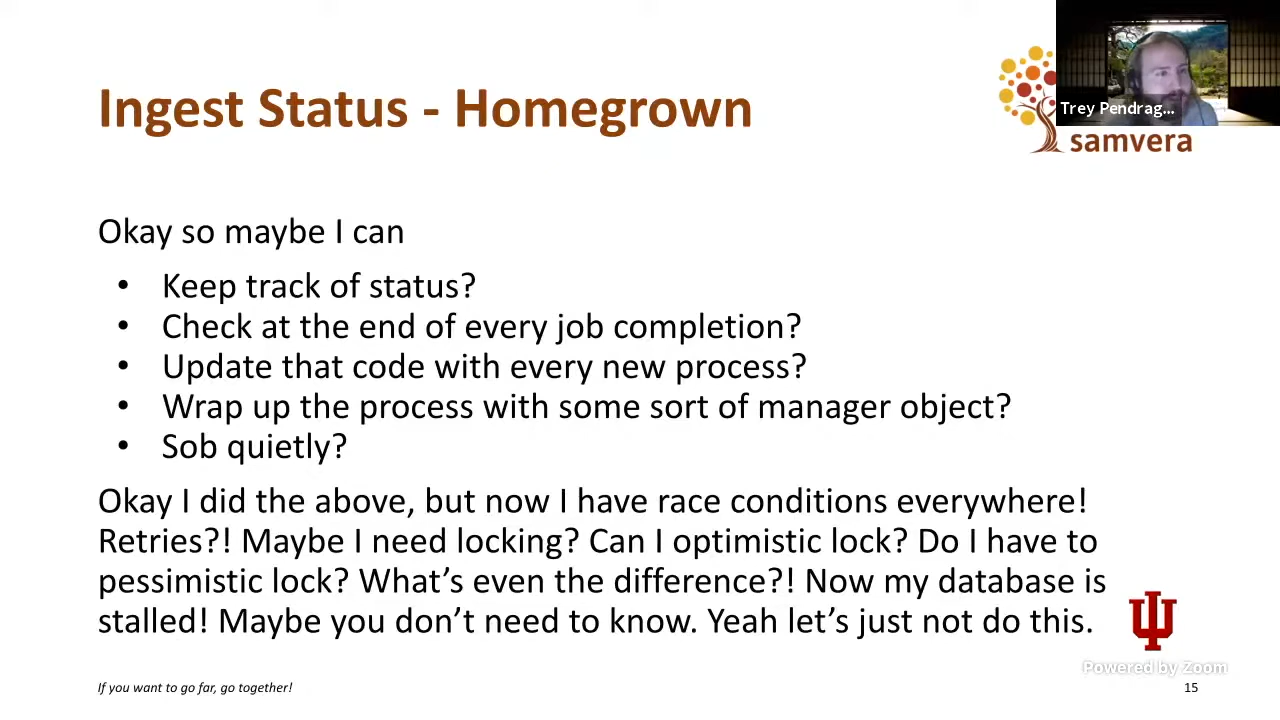 Ingest Status - Homegrown
Trey Pendrag...
samvera
Okay so maybe I can
• Keep track of status?
• Check at the end of every job completion?
• Update that code with every new process?
• Wrap up the process with some sort of manager object?
• Sob quietly?
Okay I did the above, but now I have race conditions everywhere!
Retries?! Maybe I need locking? Can I optimistic lock? Do I have to
pessimistic lock? What’s even the difference?! Now my database is
stalled! Maybe you don’t need to know. Yeah let’s just not do this.
Powered by Zoom
If you want to go far, go together!
15